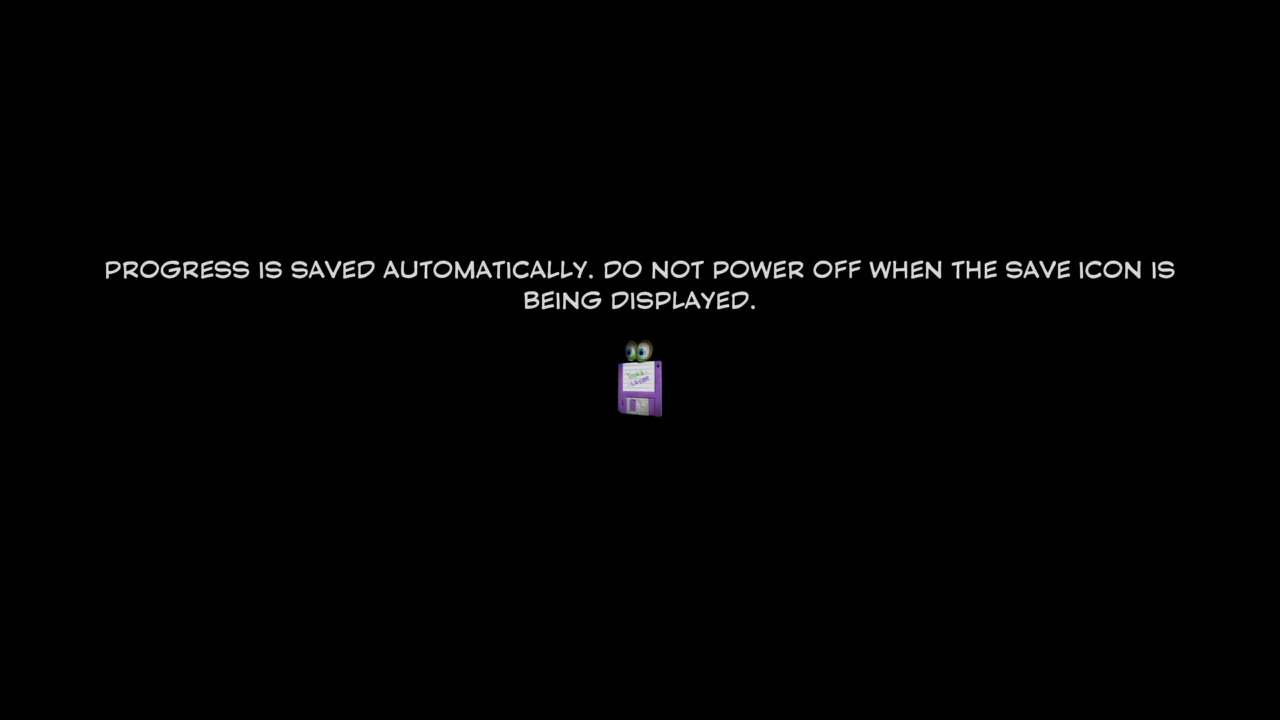 PROGRESS IS SAVED AUTOMATICALLY. DO NOT POWER OFF WHEN THE SAVE ICON IS
BEING DISPLAYED.